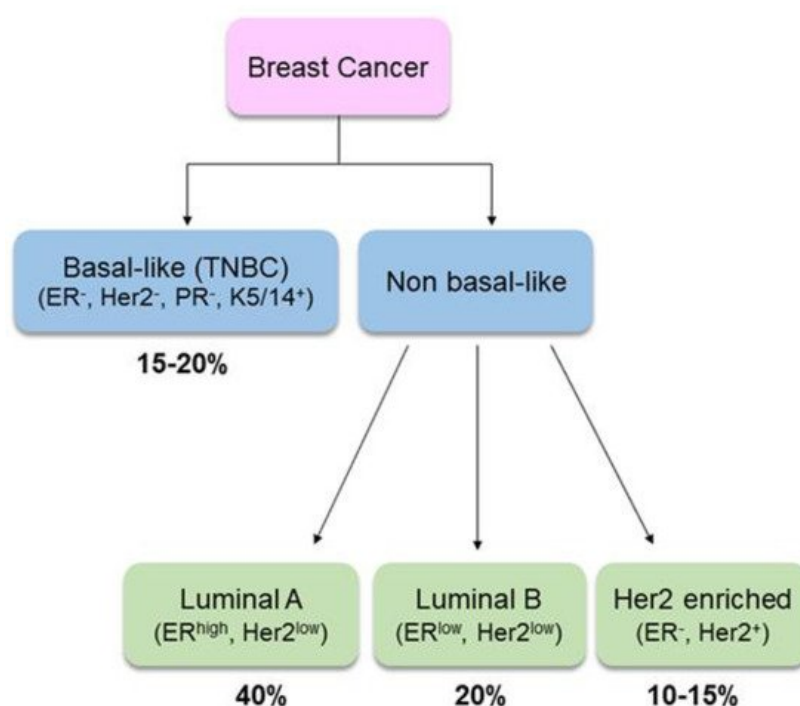 Breast Cancer
Basal-like (TNBC)
(ER⁻, Her2⁻, PR⁻, K5/14⁺)
15-20%
Non basal-like
Luminal A
(ERʰⁱᵍʰ, Her2ˡᵒʷ)
40%
Luminal B
(ERˡᵒʷ, Her2ˡᵒʷ)
20%
Her2 enriched
(ER⁻, Her2⁺)
10-15%